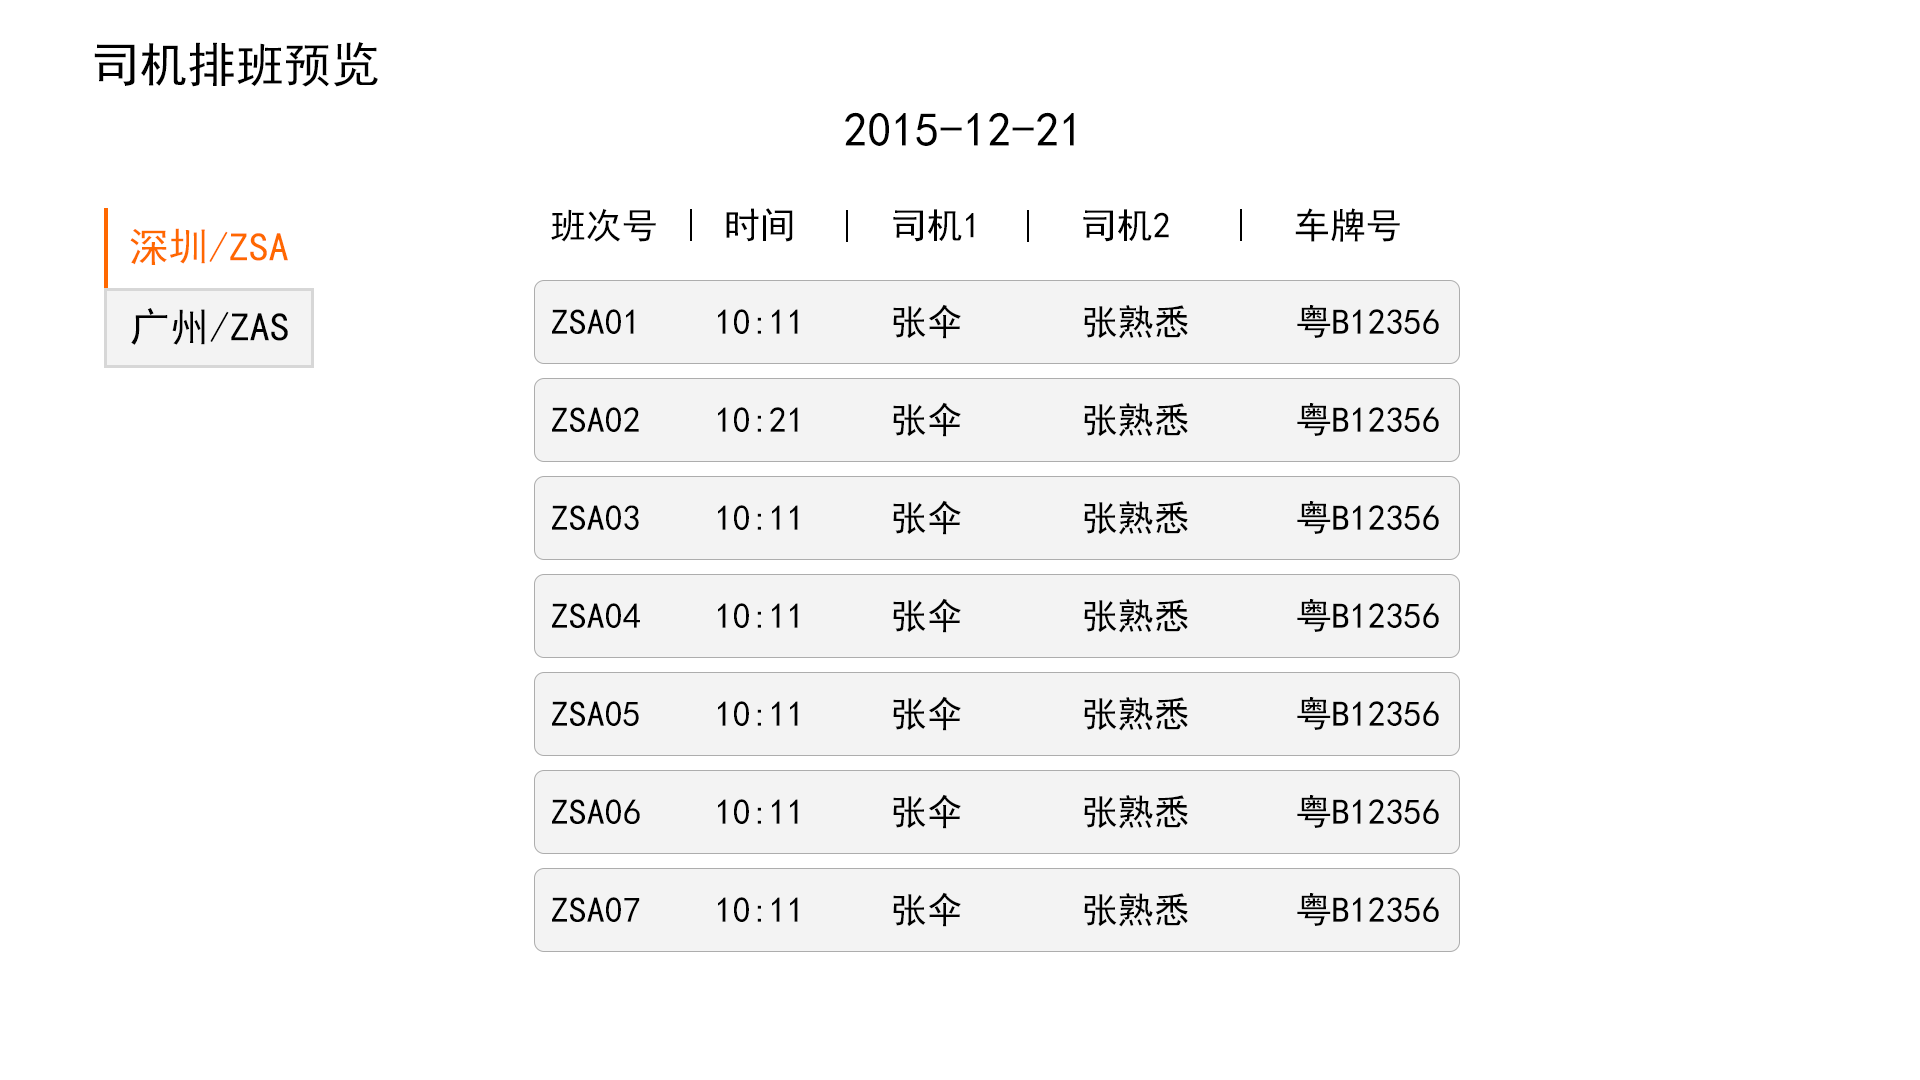 司机排班预览
2015-12-21
深圳/ZSA
广州/ZAS
班次号 | 时间 | 司机1 | 司机2 | 车牌号
ZSA01 10:11 张伞 张熟悉 粤B12356
ZSA02 10:21 张伞 张熟悉 粤B12356
ZSA03 10:11 张伞 张熟悉 粤B12356
ZSA04 10:11 张伞 张熟悉 粤B12356
ZSA05 10:11 张伞 张熟悉 粤B12356
ZSA06 10:11 张伞 张熟悉 粤B12356
ZSA07 10:11 张伞 张熟悉 粤B12356